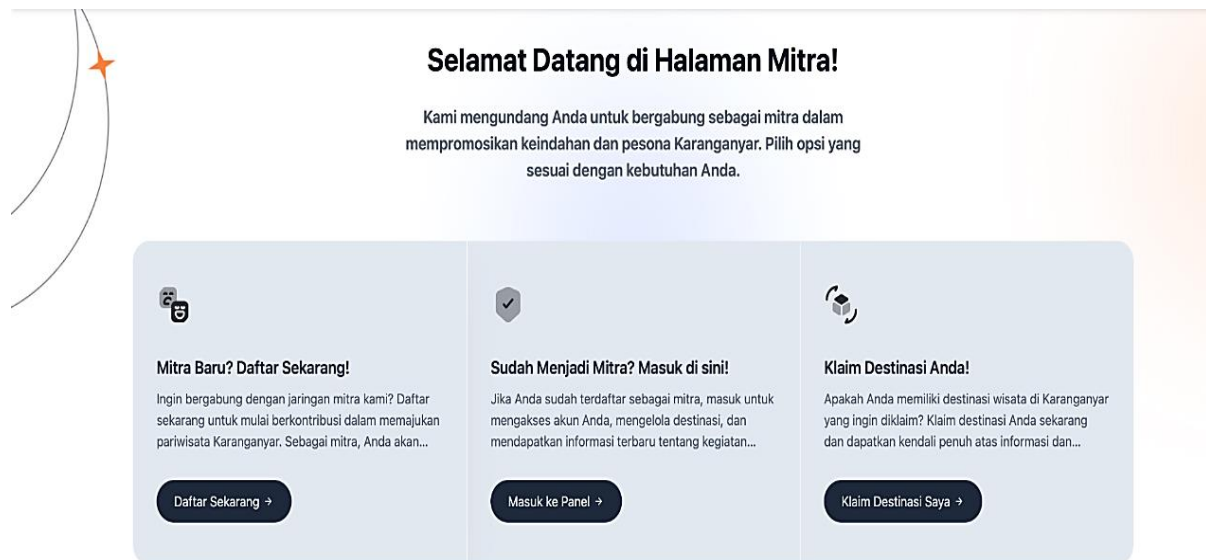 Selamat Datang di Halaman Mitra!
Kami mengundang Anda untuk bergabung sebagai mitra dalam
mempromosikan keindahan dan pesona Karanganyar. Pilih opsi yang
sesuai dengan kebutuhan Anda.
Mitra Baru? Daftar Sekarang!
Ingin bergabung dengan jaringan mitra kami? Daftar
sekarang untuk mulai berkontribusi dalam memajukan
pariwisata Karanganyar. Sebagai mitra, Anda akan...
Daftar Sekarang →
Sudah Menjadi Mitra? Masuk di sini!
Jika Anda sudah terdaftar sebagai mitra, masuk untuk
mengakses akun Anda, mengelola destinasi, dan
mendapatkan informasi terbaru tentang kegiatan...
Masuk ke Panel →
Klaim Destinasi Anda!
Apakah Anda memiliki destinasi wisata di Karanganyar
yang ingin diklaim? Klaim destinasi Anda sekarang
dan dapatkan kendali penuh atas informasi dan...
Klaim Destinasi Saya →